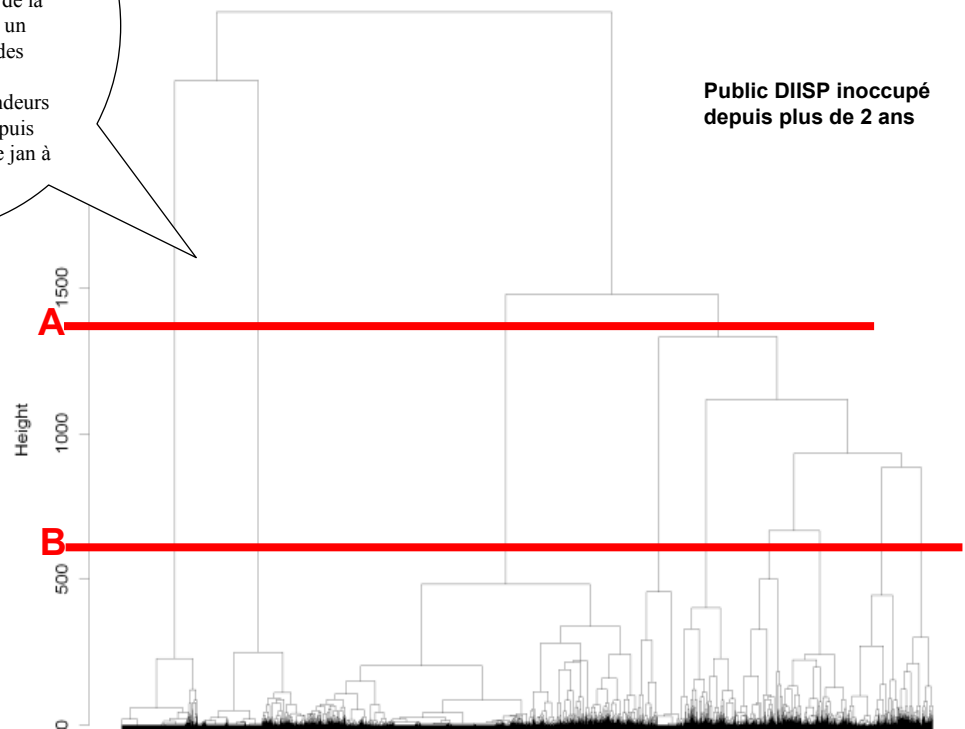 de la
un
des
ndeurs
puis
e jan à
Public DIISP inoccupé
depuis plus de 2 ans
1500
A
Height
1000
B
500
0